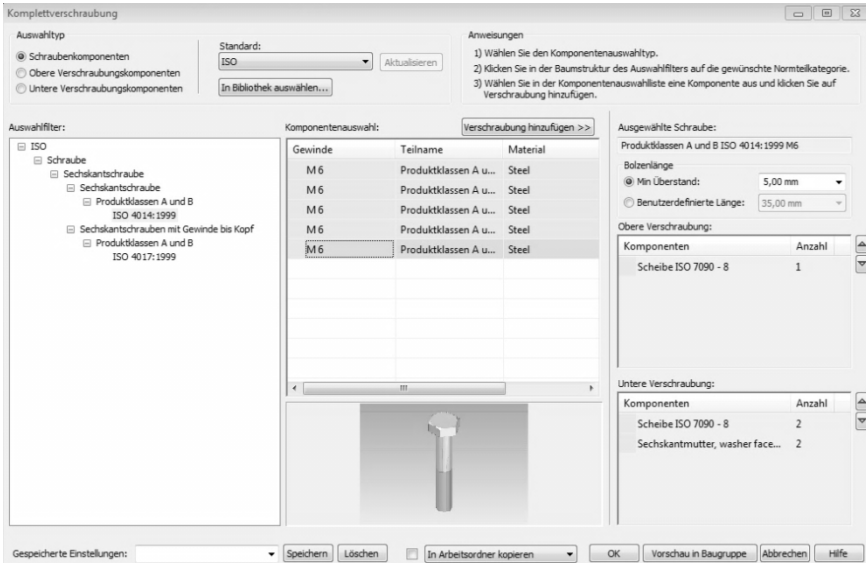 Komplettverschraubung
Auswahltyp
Schraubenkomponenten
Obere Verschraubungskomponenten
Untere Verschraubungskomponenten
Standard:
ISO
Aktualisieren
In Bibliothek auswählen...
Anweisungen
1) Wählen Sie den Komponentenauswahltyp.
2) Klicken Sie in der Baumstruktur des Auswahlfilters auf die gewünschte Normteilkategorie.
3) Wählen Sie in der Komponentenauswahlliste eine Komponente aus und klicken Sie auf
Verschraubung hinzufügen.
Auswahlfilter:
ISO
Schraube
Sechskantschraube
Sechskantschraube
Produktklassen A und B
ISO 4014:1999
Sechskantschrauben mit Gewinde bis Kopf
Produktklassen A und B
ISO 4017:1999
Komponentenauswahl:
Verschraubung hinzufügen >>
Gewinde Teilname Material
M6 Produktklassen A u... Steel
M6 Produktklassen A u... Steel
M6 Produktklassen A u... Steel
M6 Produktklassen A u... Steel
M6 Produktklassen A u... Steel
Ausgewählte Schraube:
Produktklassen A und B ISO 4014:1999 M6
Bolzenlänge
Min Überstand: 5,00 mm
Benutzerdefinierte Länge: 35,00 mm
Obere Verschraubung:
Komponenten Anzahl
Scheibe ISO 7090 - 8 1
Untere Verschraubung:
Komponenten Anzahl
Scheibe ISO 7090 - 8 2
Sechskantmutter, washer face... 2
Gespeicherte Einstellungen:
Speichern
Löschen
In Arbeitsordner kopieren
OK
Vorschau in Baugruppe
Abbrechen
Hilfe